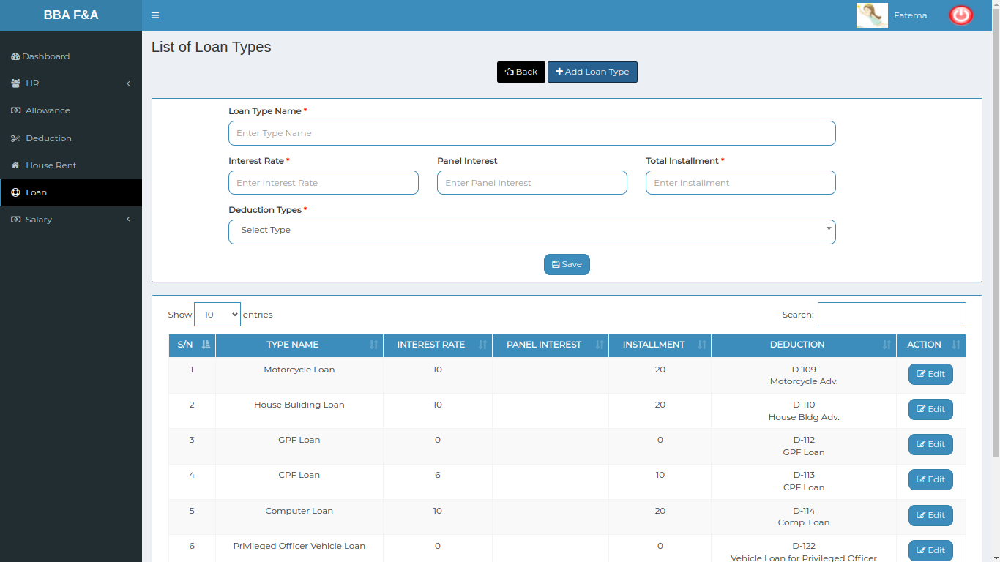 BBA F&A
Fatema
Dashboard
HR
Allowance
Deduction
House Rent
Loan
Salary
List of Loan Types
Back
Add Loan Type
Loan Type Name *
Enter Type Name
Interest Rate * Panel Interest Total Installment *
Enter Interest Rate Enter Panel Interest Enter Installment
Deduction Types *
Select Type
Save
Show 10 entries Search:
S/N TYPE NAME INTEREST RATE PANEL INTEREST INSTALLMENT DEDUCTION ACTION
1 Motorcycle Loan 10 20 D-109 Edit
Motorcycle Adv.
2 House Buliding Loan 10 20 D-110 Edit
House Bldg Adv.
3 GPF Loan 0 0 D-112 Edit
GPF Loan
4 CPF Loan 6 10 D-113 Edit
CPF Loan
5 Computer Loan 10 20 D-114 Edit
Comp. Loan
6 Privileged Officer Vehicle Loan 0 0 D-122 Edit
Vehicle Loan for Privileged Officer